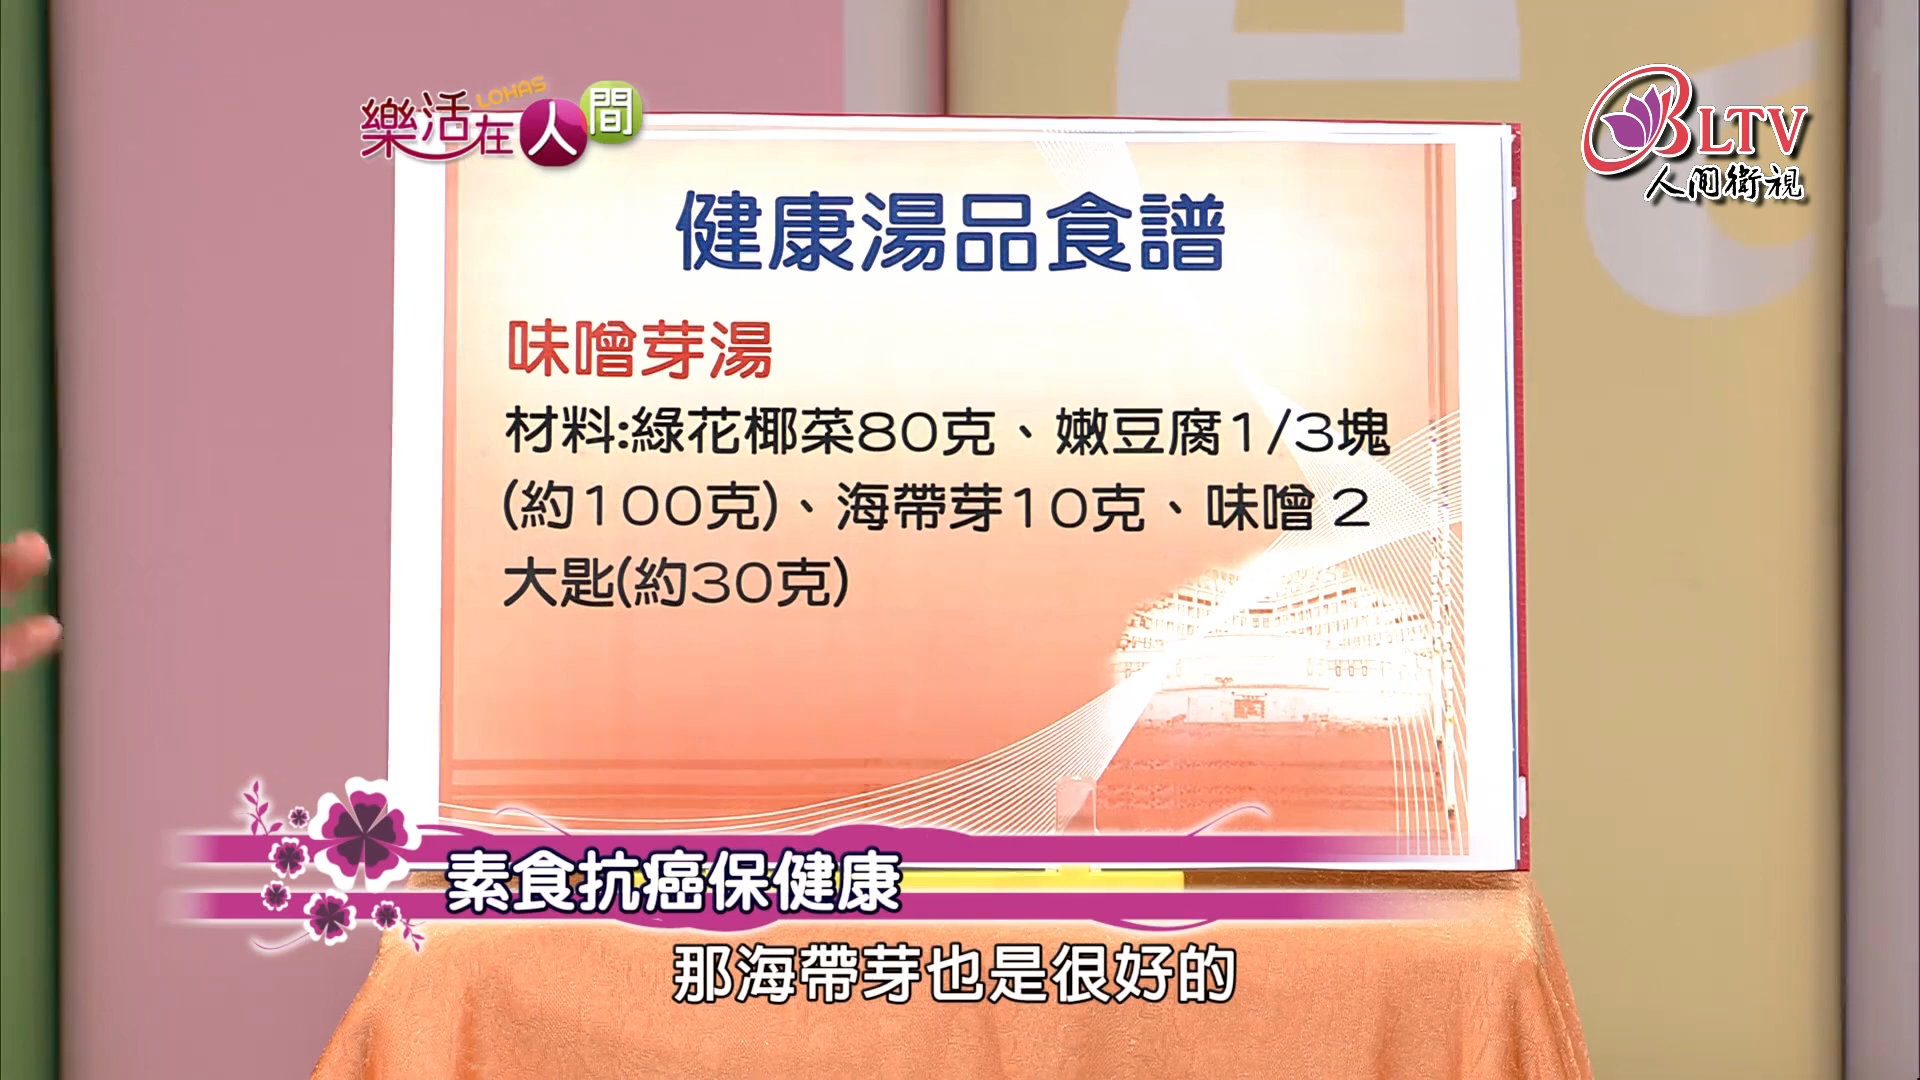 樂活在人間
LOHAS
BLTV
人間衛視
健康湯品食譜
味噌芽湯
材料:綠花椰菜80克、嫩豆腐1/3塊
(約100克)、海帶芽10克、味噌 2
大匙(約30克)
素食抗癌保健康
那海帶芽也是很好的